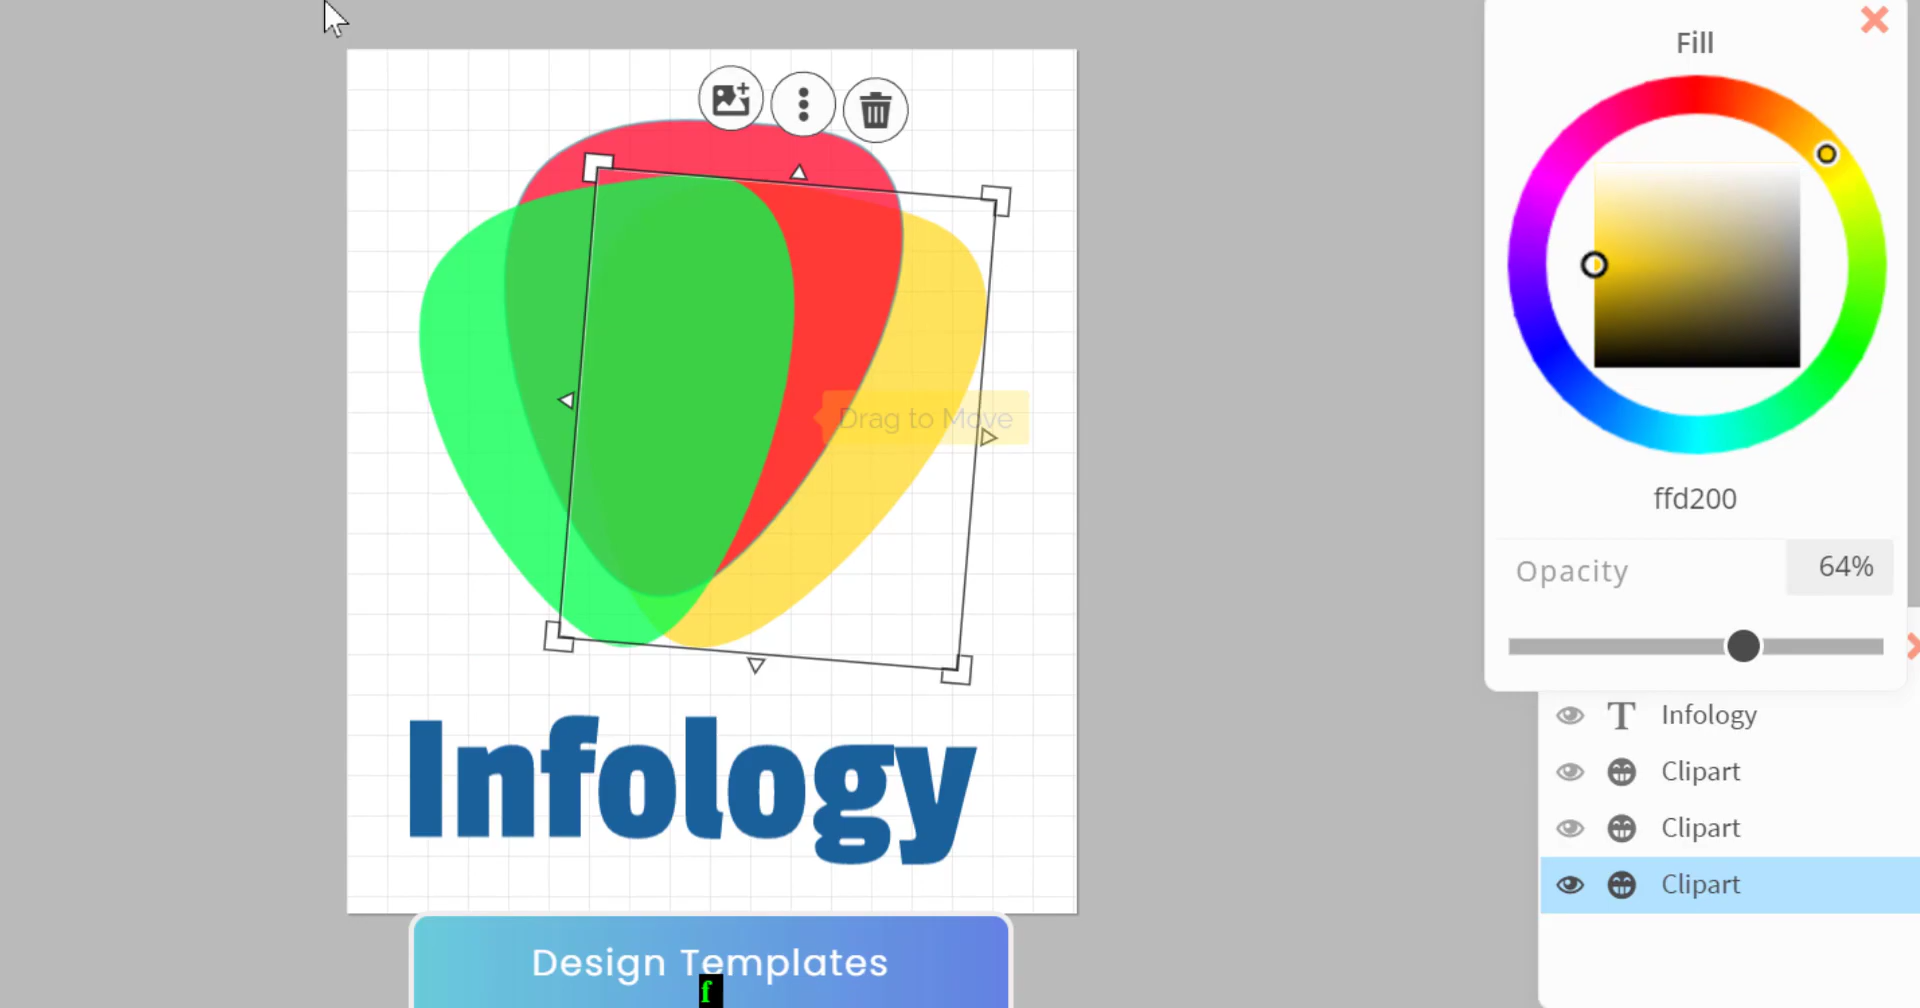 Fill
Drag to Move
ffd200
Opacity
64%
Infology
Infology
Clipart
Clipart
Clipart
Design Templates
f